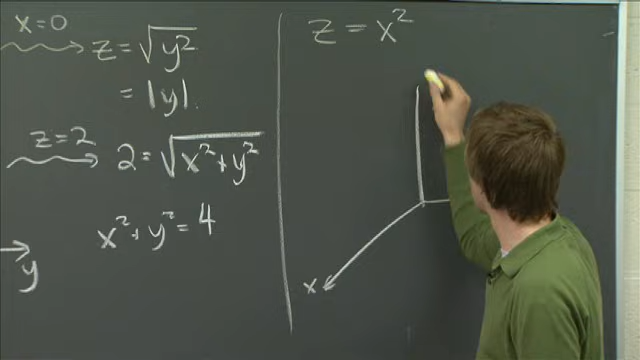 x=0
z = √y²
= |y|.
z=2
2 = √x²+y²
x²+y² = 4
y
z = x²
x